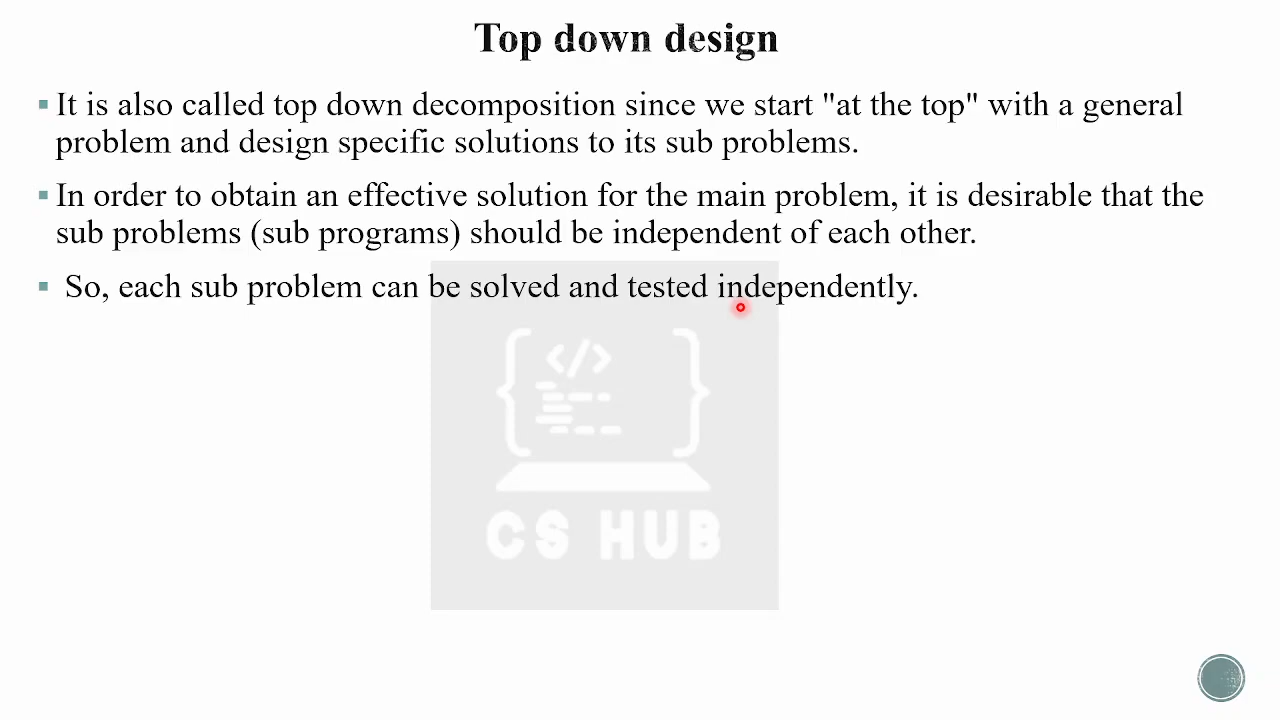 Top down design
▪ It is also called top down decomposition since we start "at the top" with a general
problem and design specific solutions to its sub problems.
▪ In order to obtain an effective solution for the main problem, it is desirable that the
sub problems (sub programs) should be independent of each other.
▪ So, each sub problem can be solved and tested independently.
</>
CS HUB